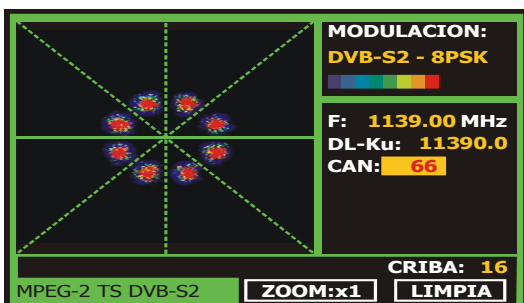 MODULACION:
DVB-S2 - 8PSK
F: 1139.00 MHz
DL-Ku: 11390.0
CAN: 66
CRIBA: 16
MPEG-2 TS DVB-S2 ZOOM:x1 LIMPIA